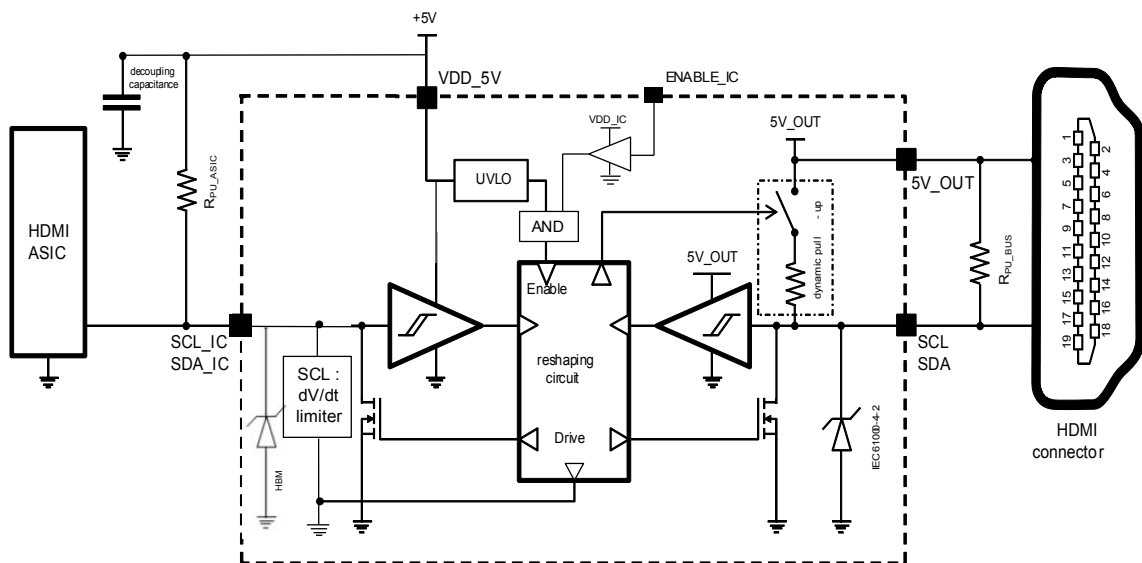 +5V
decoupling
capacitance
VDD_5V
ENABLE_IC
VDD_IC
5V_OUT
UVLO
AND
RPU_ASIC
HDMI
ASIC
5V_OUT
dynamic pull - up
5V_OUT
RPU_BUS
Enable
reshaping
circuit
Drive
SCL_IC
SDA_IC
SCL :
dV/dt
limiter
HBM
SCL
SDA
IEC61000-4-2
1
2
3
4
5
6
7
8
9
10
11
12
13
14
15
16
17
18
19
HDMI
connector